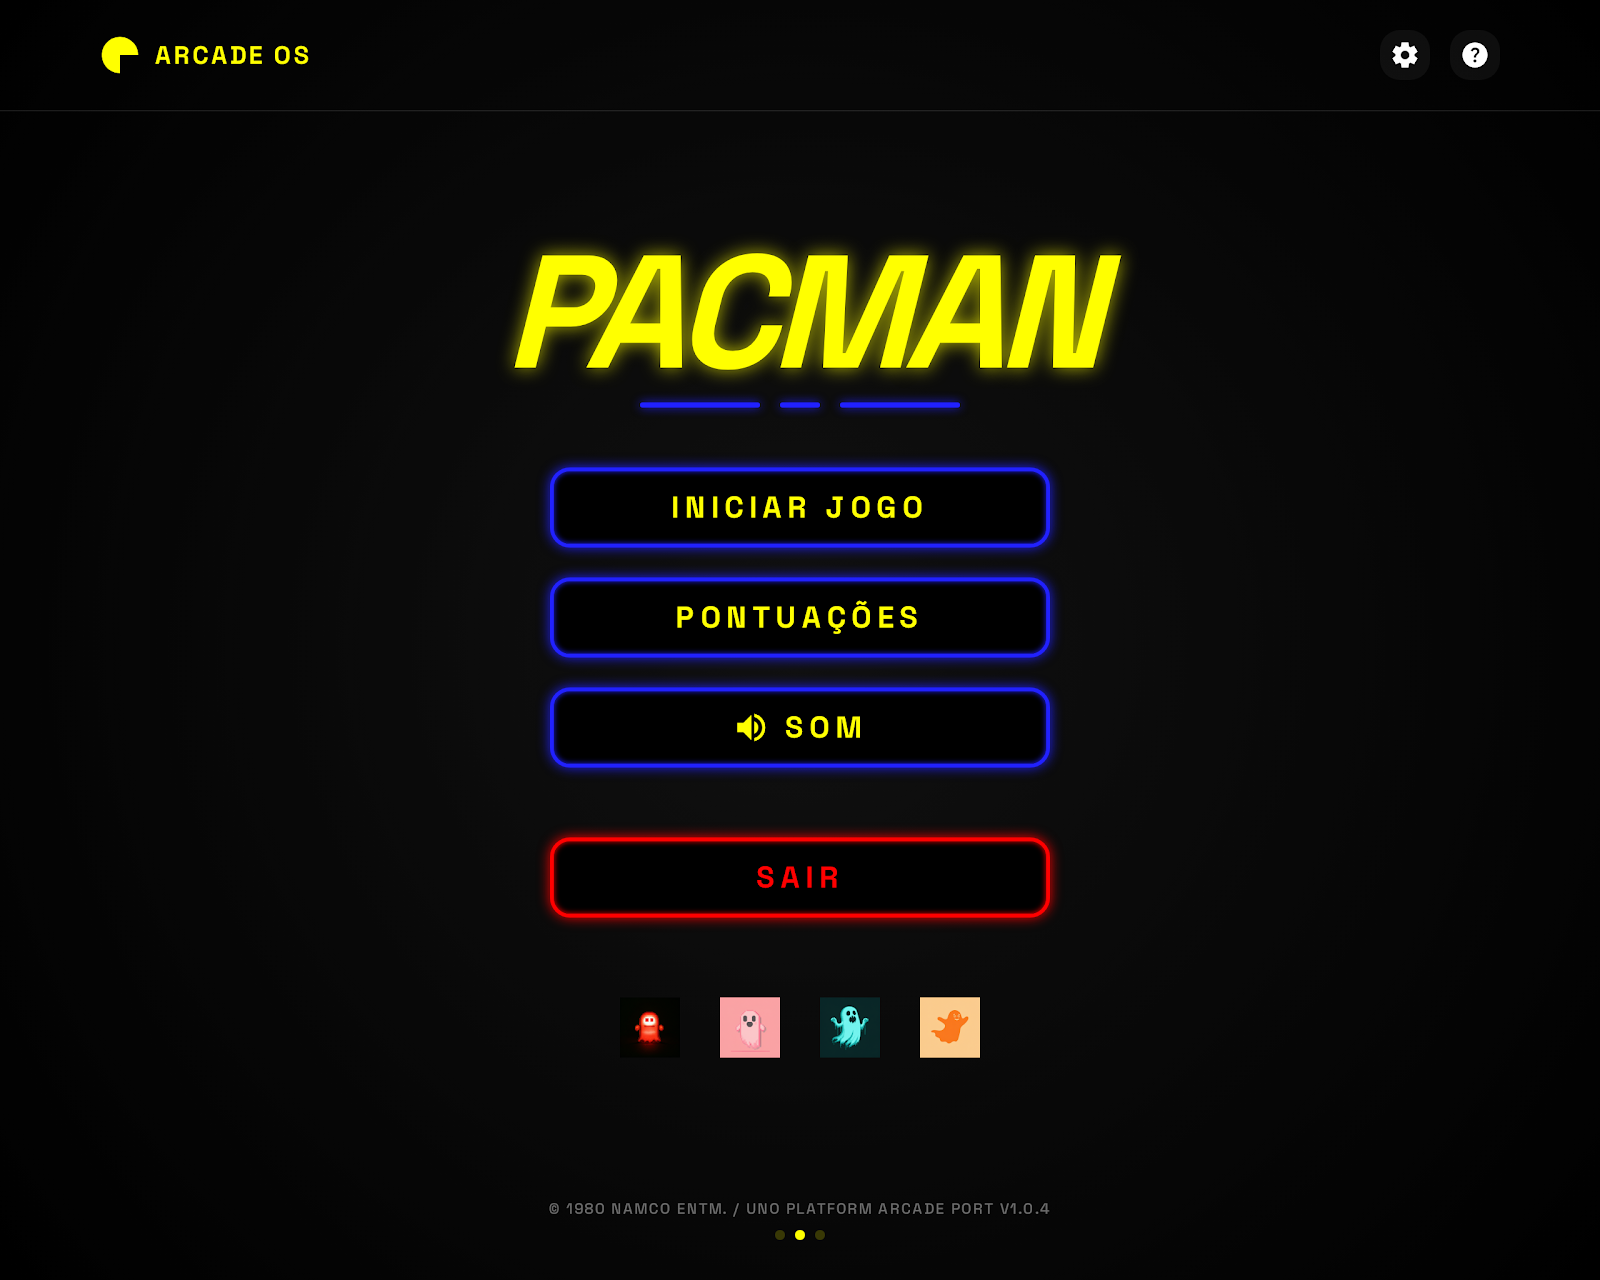 ARCADE OS
PACMAN
INICIAR JOGO
PONTUAÇÕES
SOM
SAIR
© 1980 NAMCO ENTM. / UNO PLATFORM ARCADE PORT V1.0.4